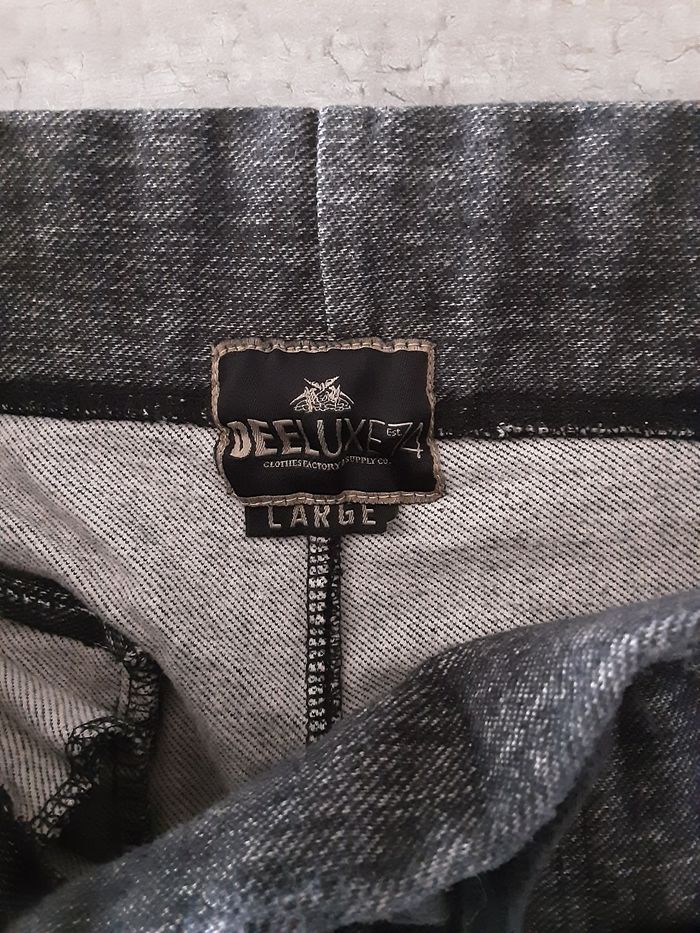 DEELUXE Est. 74
CLOTHES FACTORY & SUPPLY CO.
LARGE